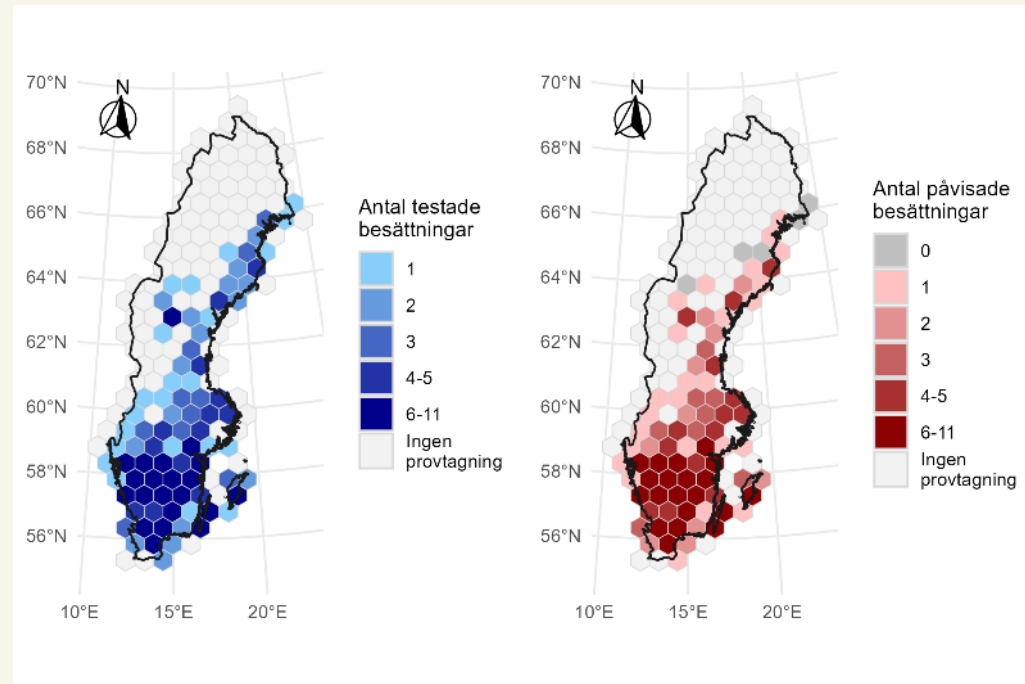 70°N
68°N
66°N
64°N
62°N
60°N
58°N
56°N
10°E
15°E
20°E
N
Antal testade
besättningar
1
2
3
4-5
6-11
Ingen
provtagning
70°N
68°N
66°N
64°N
62°N
60°N
58°N
56°N
10°E
15°E
20°E
N
Antal påvisade
besättningar
0
1
2
3
4-5
6-11
Ingen
provtagning